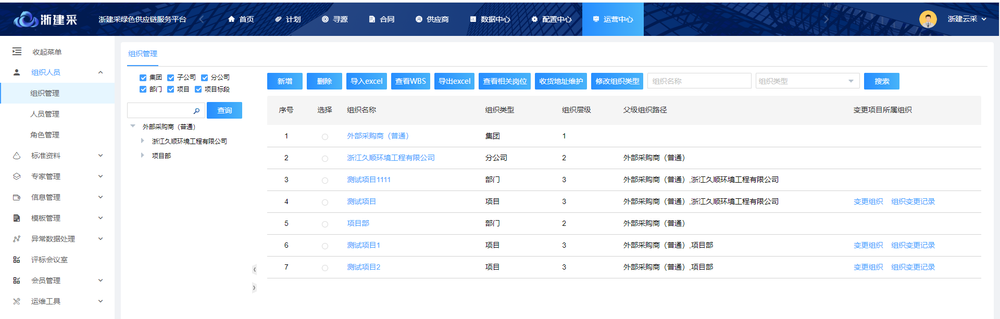 浙建采 浙建采绿色供应链服务平台 首页 计划 寻源 合同 供应商 数据中心 配置中心 运营中心 浙建云采
收起菜单
组织人员
组织管理
人员管理
角色管理
标准资料
专家管理
信息管理
模板管理
异常数据处理
评标会议室
会员管理
运维工具
组织管理
集团 子公司 分公司
部门 项目 项目标段
查询
外部采购商（普通）
浙江久顺环境工程有限公司
项目部
新增 删除 导入excel 查看WBS 导出excel 查看相关岗位 收货地址维护 修改组织类型 组织名称 组织类型 搜索
序号 选择 组织名称 组织类型 组织层级 父级组织路径 变更项目所属组织
1 外部采购商（普通） 集团 1
2 浙江久顺环境工程有限公司 分公司 2 外部采购商（普通）
3 测试项目1111 部门 3 外部采购商（普通）,浙江久顺环境工程有限公司
4 测试项目 项目 3 外部采购商（普通）,浙江久顺环境工程有限公司 变更组织 组织变更记录
5 项目部 部门 2 外部采购商（普通）
6 测试项目1 项目 3 外部采购商（普通）,项目部 变更组织 组织变更记录
7 测试项目2 项目 3 外部采购商（普通）,项目部 变更组织 组织变更记录